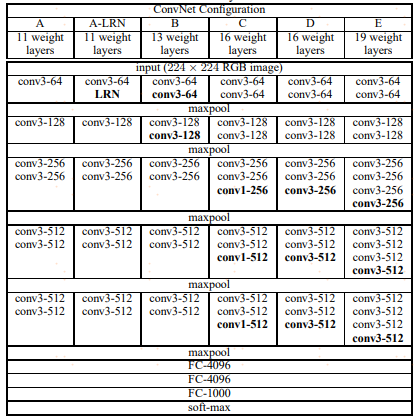 ConvNet Configuration
A A-LRN B C D E
11 weight 11 weight 13 weight 16 weight 16 weight 19 weight
layers layers layers layers layers layers
input (224 × 224 RGB image)
conv3-64 conv3-64 conv3-64 conv3-64 conv3-64 conv3-64
LRN conv3-64 conv3-64 conv3-64 conv3-64
maxpool
conv3-128 conv3-128 conv3-128 conv3-128 conv3-128 conv3-128
conv3-128 conv3-128 conv3-128 conv3-128
maxpool
conv3-256 conv3-256 conv3-256 conv3-256 conv3-256 conv3-256
conv3-256 conv3-256 conv3-256 conv3-256 conv3-256 conv3-256
conv1-256 conv3-256 conv3-256
conv3-256
maxpool
conv3-512 conv3-512 conv3-512 conv3-512 conv3-512 conv3-512
conv3-512 conv3-512 conv3-512 conv3-512 conv3-512 conv3-512
conv1-512 conv3-512 conv3-512
conv3-512
maxpool
conv3-512 conv3-512 conv3-512 conv3-512 conv3-512 conv3-512
conv3-512 conv3-512 conv3-512 conv3-512 conv3-512 conv3-512
conv1-512 conv3-512 conv3-512
conv3-512
maxpool
FC-4096
FC-4096
FC-1000
soft-max